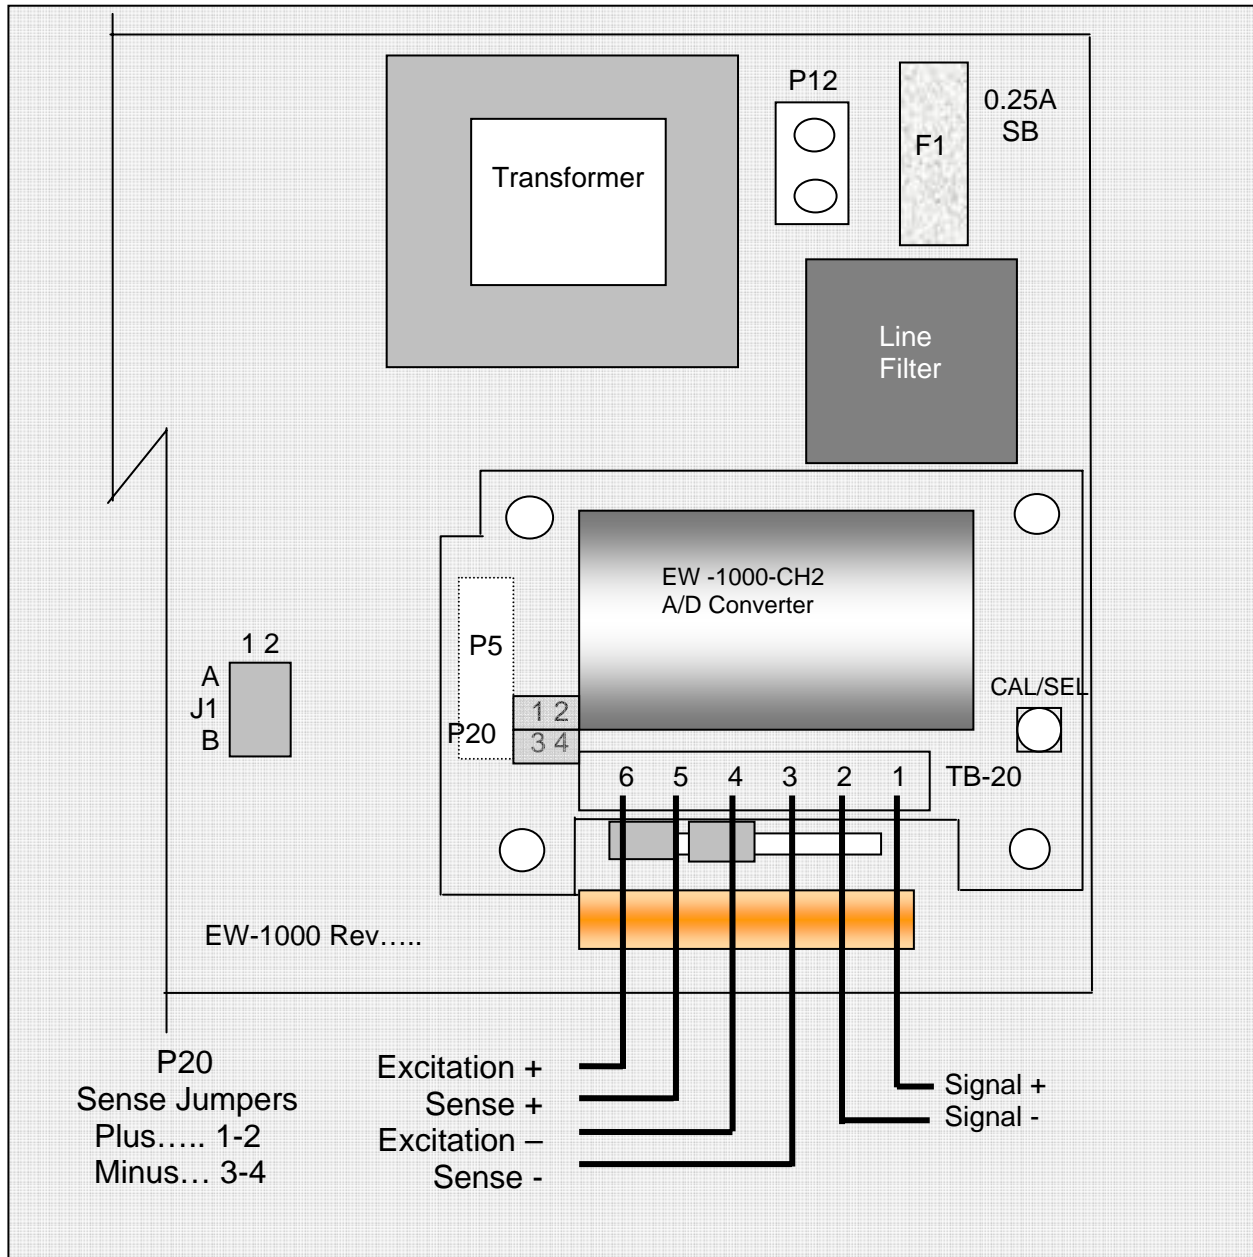 P12
0.25A
SB
F1
Transformer
Line
Filter
EW -1000-CH2
A/D Converter
P5
1 2
A
J1
B
CAL/SEL
P20
1 2
3 4
6 5 4 3 2 1
TB-20
EW-1000 Rev…..
P20
Sense Jumpers
Plus….. 1-2
Minus… 3-4
Excitation +
Sense +
Excitation –
Sense -
Signal +
Signal -